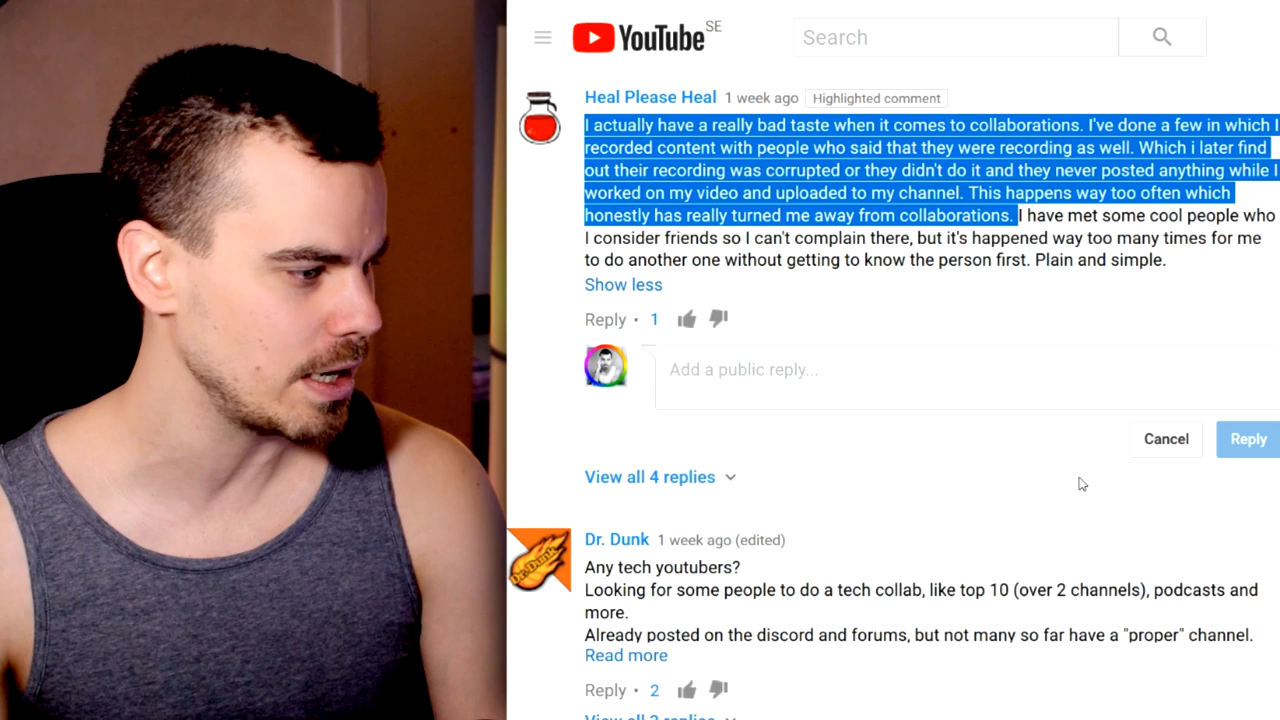 YouTube SE
Search
Heal Please Heal 1 week ago Highlighted comment
I actually have a really bad taste when it comes to collaborations. I've done a few in which I
recorded content with people who said that they were recording as well. Which i later find
out their recording was corrupted or they didn't do it and they never posted anything while I
worked on my video and uploaded to my channel. This happens way too often which
honestly has really turned me away from collaborations. I have met some cool people who
I consider friends so I can't complain there, but it's happened way too many times for me
to do another one without getting to know the person first. Plain and simple.
Show less
Reply • 1
Add a public reply...
Cancel Reply
View all 4 replies
Dr. Dunk 1 week ago (edited)
Dr. Dunk
Any tech youtubers?
Looking for some people to do a tech collab, like top 10 (over 2 channels), podcasts and
more.
Already posted on the discord and forums, but not many so far have a "proper" channel.
Read more
Reply • 2
View all 2 replies